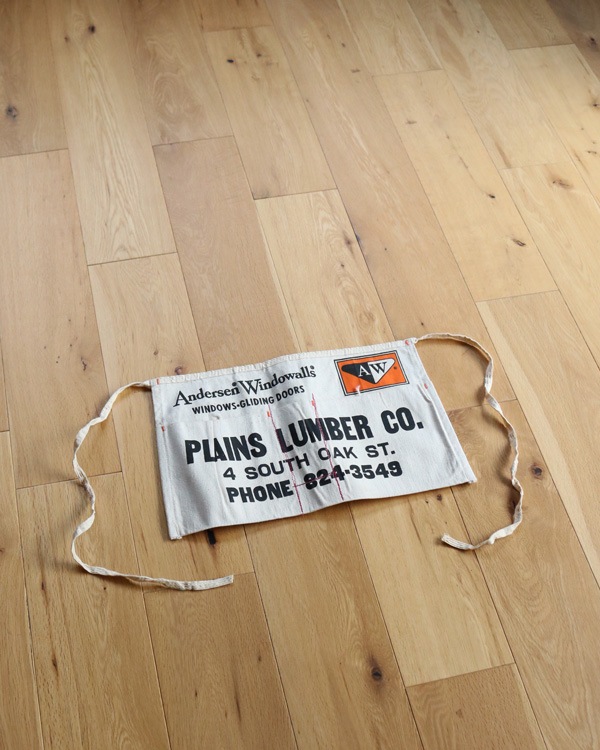 Andersen Windowalls
AW
WINDOWS•GLIDING DOORS
PLAINS LUMBER CO.
4 SOUTH OAK ST.
PHONE 824-3549